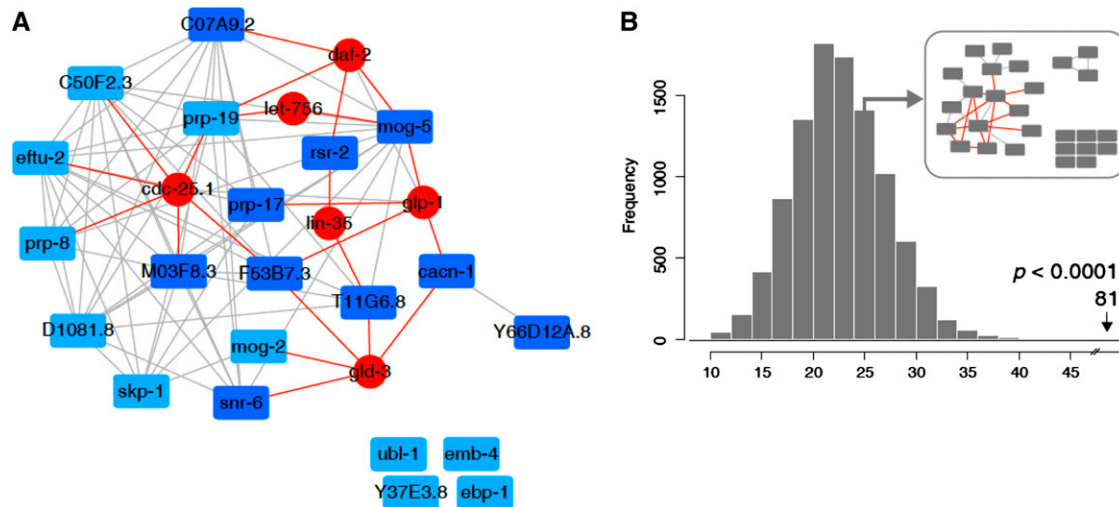 A
C07A9.2
daf-2
C50F2.3
let-756
prp-19
mog-5
rsr-2
eftu-2
cdc-25.1
prp-17
glp-1
lin-35
prp-8
M03F8.3
F53B7.3
cacn-1
T11G6.8
D1081.8
Y66D12A.8
mog-2
gld-3
skp-1
snr-6
ubl-1
emb-4
Y37E3.8
ebp-1
B
Frequency
1500
1000
500
0
p < 0.0001
81
10 15 20 25 30 35 40 45